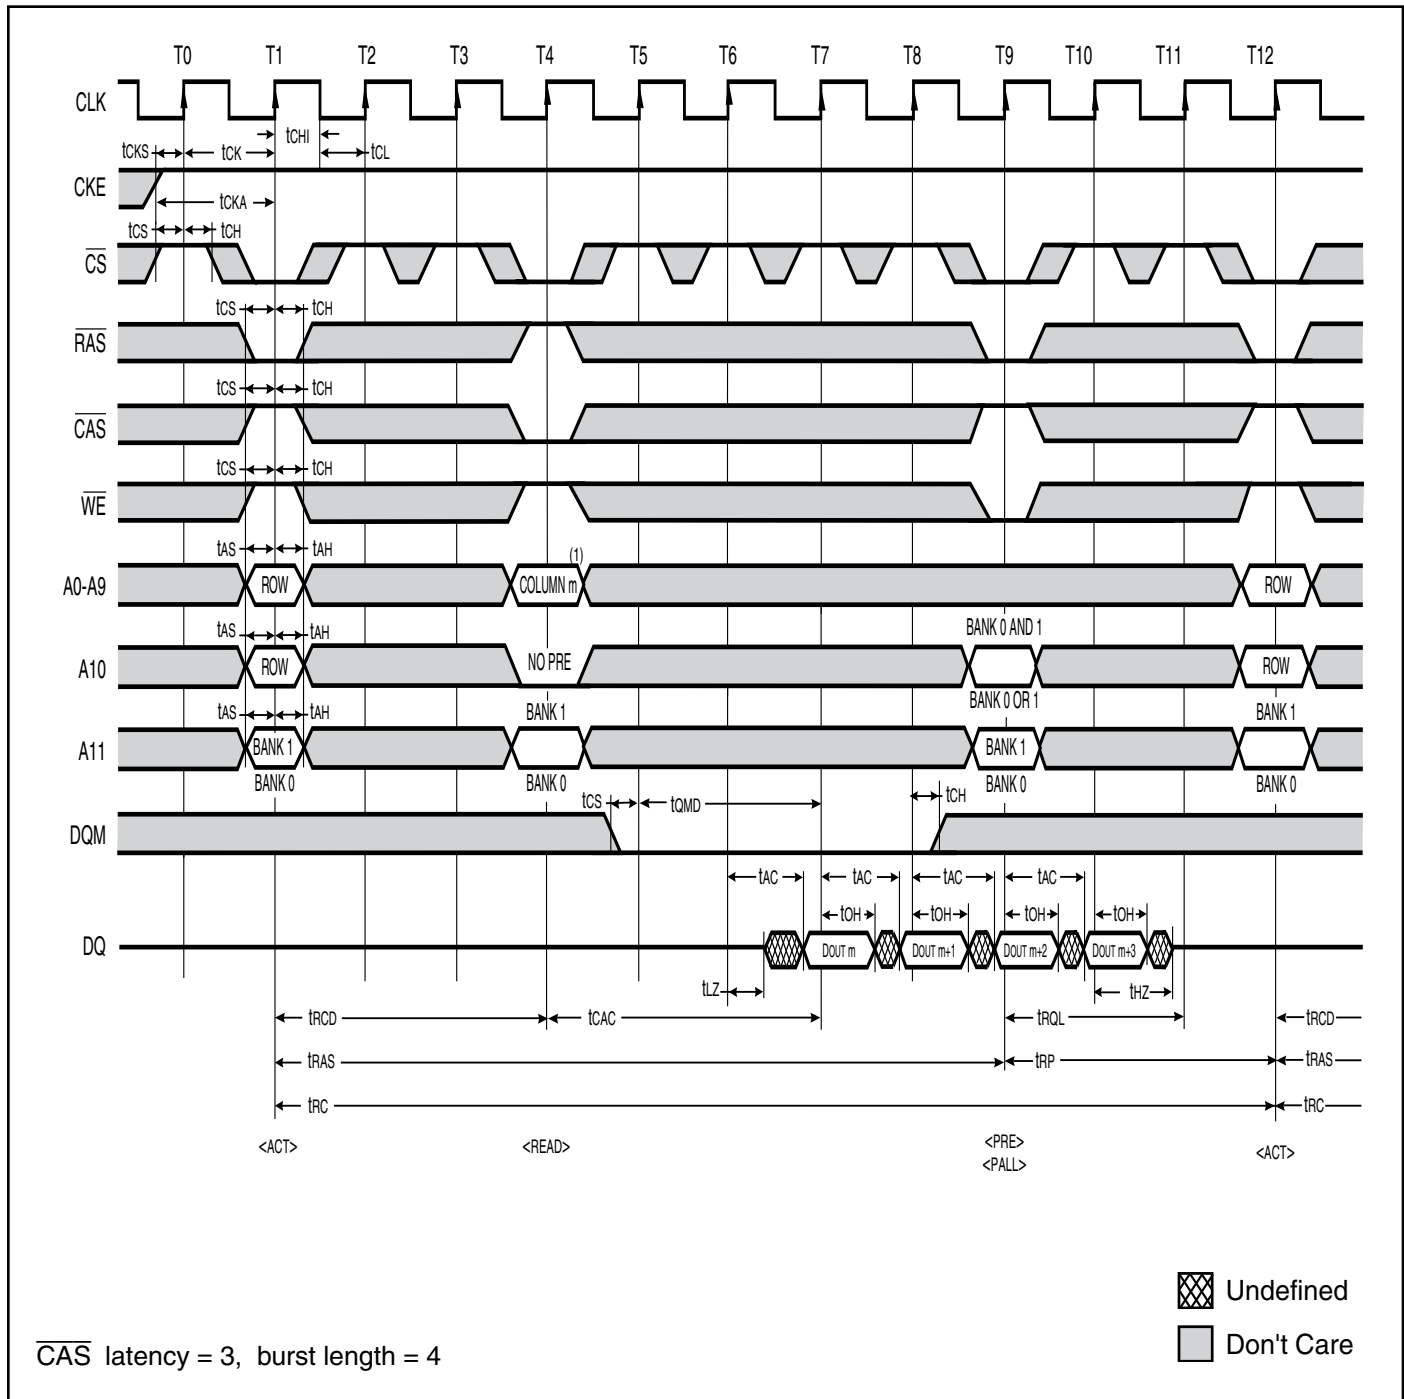 T0 T1 T2 T3 T4 T5 T6 T7 T8 T9 T10 T11 T12
CLK
tCHI
tCKS tCK tCL
CKE
tCKA
tCS tCH
CS
tCS tCH
RAS
tCS tCH
CAS
tCS tCH
WE
tAS tAH (1)
A0-A9 ROW COLUMN m ROW
tAS tAH BANK 0 AND 1
A10 ROW NO PRE ROW
BANK 0 OR 1
tAS tAH BANK 1 BANK 1
A11 BANK 1 BANK 1
BANK 0 BANK 0 BANK 0 BANK 0
tCS tQMD tCH
DQM
tAC tAC tAC tAC
tOH tOH tOH tOH
DQ DOUT m DOUT m+1 DOUT m+2 DOUT m+3
tLZ tHZ
tRCD tCAC tRQL tRCD
tRAS tRP tRAS
tRC tRC
<ACT> <READ> <PRE> <ACT>
<PALL>
Undefined
Don't Care
CAS latency = 3, burst length = 4